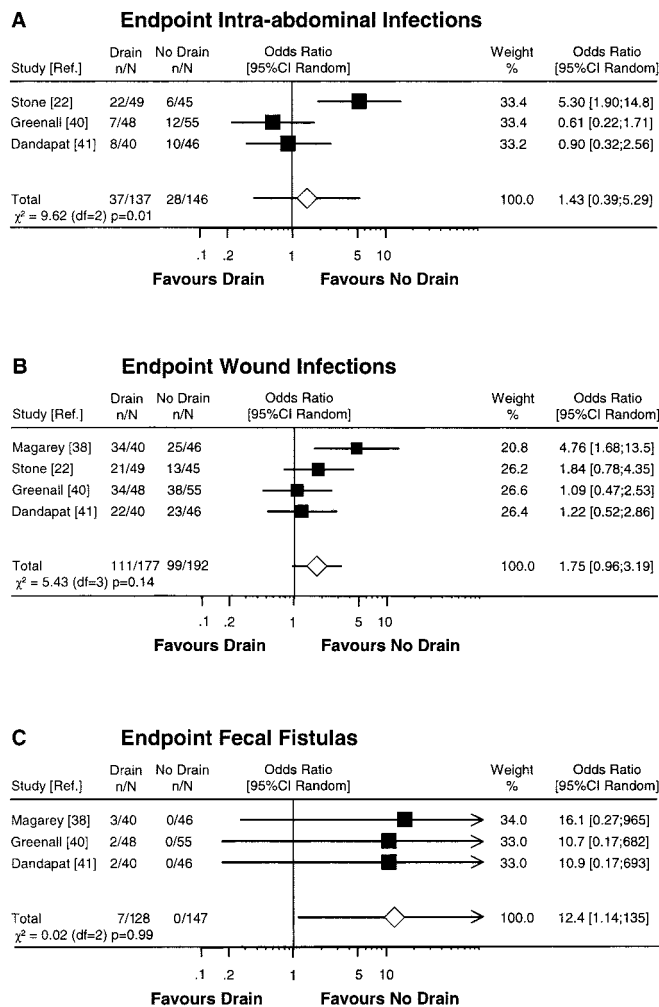 A Endpoint Intra-abdominal Infections
Drain No Drain Odds Ratio Weight Odds Ratio
Study [Ref.] n/N n/N [95%CI Random] % [95%CI Random]
Stone [22] 22/49 6/45 33.4 5.30 [1.90;14.8]
Greenall [40] 7/48 12/55 33.4 0.61 [0.22;1.71]
Dandapat [41] 8/40 10/46 33.2 0.90 [0.32;2.56]
Total 37/137 28/146 100.0 1.43 [0.39;5.29]
χ² = 9.62 (df=2) p=0.01
.1 .2 1 5 10
Favours Drain Favours No Drain
B Endpoint Wound Infections
Drain No Drain Odds Ratio Weight Odds Ratio
Study [Ref.] n/N n/N [95%CI Random] % [95%CI Random]
Magarey [38] 34/40 25/46 20.8 4.76 [1.68;13.5]
Stone [22] 21/49 13/45 26.2 1.84 [0.78;4.35]
Greenall [40] 34/48 38/55 26.6 1.09 [0.47;2.53]
Dandapat [41] 22/40 23/46 26.4 1.22 [0.52;2.86]
Total 111/177 99/192 100.0 1.75 [0.96;3.19]
χ² = 5.43 (df=3) p=0.14
.1 .2 1 5 10
Favours Drain Favours No Drain
C Endpoint Fecal Fistulas
Drain No Drain Odds Ratio Weight Odds Ratio
Study [Ref.] n/N n/N [95%CI Random] % [95%CI Random]
Magarey [38] 3/40 0/46 34.0 16.1 [0.27;965]
Greenall [40] 2/48 0/55 33.0 10.7 [0.17;682]
Dandapat [41] 2/40 0/46 33.0 10.9 [0.17;693]
Total 7/128 0/147 100.0 12.4 [1.14;135]
χ² = 0.02 (df=2) p=0.99
.1 .2 1 5 10
Favours Drain Favours No Drain